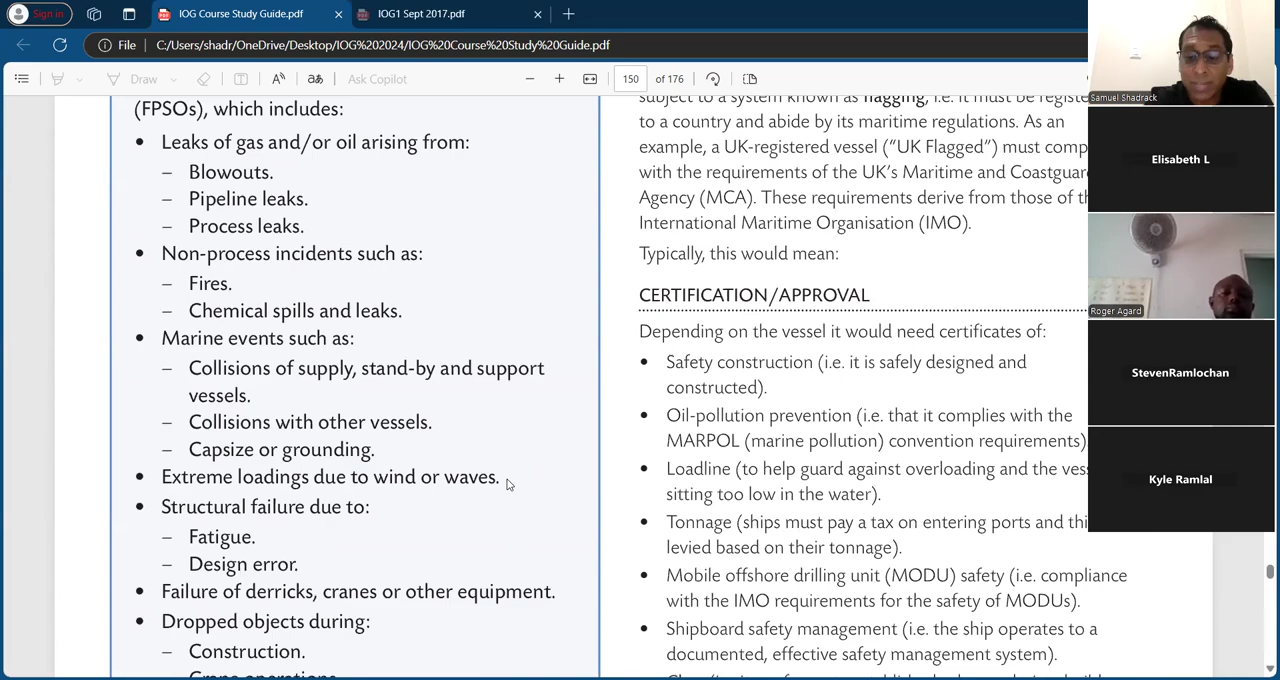 Sign in
IOG Course Study Guide.pdf
IOG1 Sept 2017.pdf
File
C:/Users/shadr/OneDrive/Desktop/IOG%202024/IOG%20Course%20Study%20Guide.pdf
Draw
Ask Copilot
150
of 176
(FPSOs), which includes:
• Leaks of gas and/or oil arising from:
– Blowouts.
– Pipeline leaks.
– Process leaks.
• Non-process incidents such as:
– Fires.
– Chemical spills and leaks.
• Marine events such as:
– Collisions of supply, stand-by and support
vessels.
– Collisions with other vessels.
– Capsize or grounding.
• Extreme loadings due to wind or waves.
• Structural failure due to:
– Fatigue.
– Design error.
• Failure of derricks, cranes or other equipment.
• Dropped objects during:
– Construction.
– Crane operations.
subject to a system known as flagging, i.e. it must be regist
to a country and abide by its maritime regulations. As an
example, a UK-registered vessel ("UK Flagged") must comp
with the requirements of the UK's Maritime and Coastguar
Agency (MCA). These requirements derive from those of th
International Maritime Organisation (IMO).
Typically, this would mean:
CERTIFICATION/APPROVAL
Depending on the vessel it would need certificates of:
• Safety construction (i.e. it is safely designed and
constructed).
• Oil-pollution prevention (i.e. that it complies with the
MARPOL (marine pollution) convention requirements)
• Loadline (to help guard against overloading and the vess
sitting too low in the water).
• Tonnage (ships must pay a tax on entering ports and thi
levied based on their tonnage).
• Mobile offshore drilling unit (MODU) safety (i.e. compliance
with the IMO requirements for the safety of MODUs).
• Shipboard safety management (i.e. the ship operates to a
documented, effective safety management system).
Samuel Shadrack
Elisabeth L
Roger Agard
StevenRamlochan
Kyle Ramlal